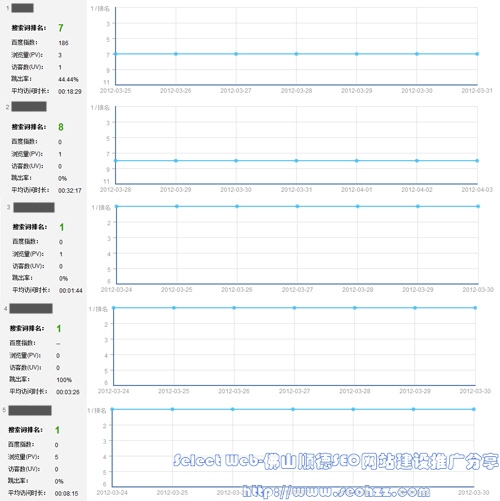 1
搜索词排名: 7
百度指数: 186
浏览量(PV): 3
访客数(UV): 1
跳出率: 44.44%
平均访问时长: 00:18:29
1/排名
3
5
7
9
11
2012-03-25 2012-03-26 2012-03-27 2012-03-28 2012-03-29 2012-03-30 2012-03-31
2
搜索词排名: 8
百度指数: 0
浏览量(PV): 1
访客数(UV): 1
跳出率: 0%
平均访问时长: 00:32:17
1/排名
3
5
7
9
11
2012-03-28 2012-03-29 2012-03-30 2012-03-31 2012-04-01 2012-04-02 2012-04-03
3
搜索词排名: 1
百度指数: 0
浏览量(PV): 1
访客数(UV): 0
跳出率: 0%
平均访问时长: 00:01:44
1/排名
2
3
4
5
6
2012-03-24 2012-03-25 2012-03-26 2012-03-27 2012-03-28 2012-03-29 2012-03-30
4
搜索词排名: 1
百度指数: --
浏览量(PV): 0
访客数(UV): 0
跳出率: 100%
平均访问时长: 00:03:26
1/排名
2
3
4
5
6
2012-03-24 2012-03-25 2012-03-26 2012-03-27 2012-03-28 2012-03-29 2012-03-30
5
搜索词排名: 1
百度指数: 0
浏览量(PV): 5
访客数(UV): 0
跳出率: 0%
平均访问时长: 00:08:15
1/排名
2
3
4
5
6
2012-03-24 2012-03-25 2012-03-26 2012-03-27 2012-03-28 2012-03-29 2012-03-30
Select Web-佛山顺德SEO网站建设推广分享
http://www.seohzz.com